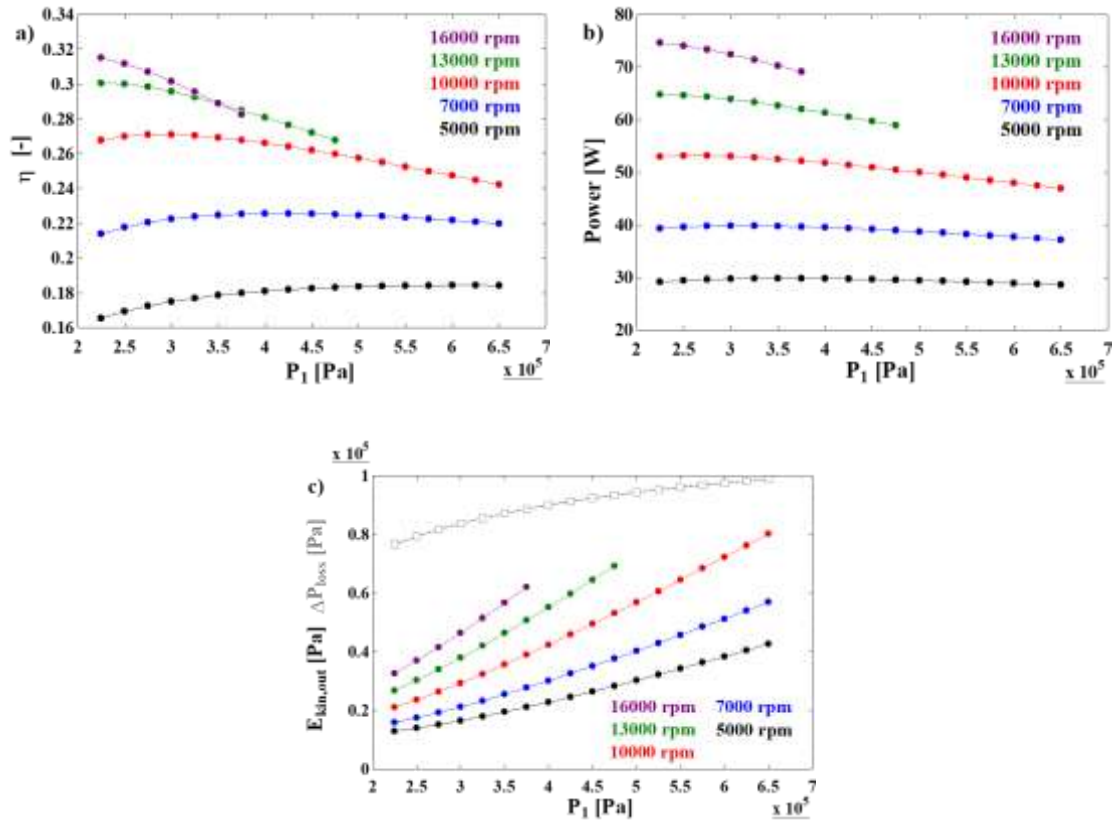 a)
0.34
0.32
0.3
0.28
0.26
0.24
0.22
0.2
0.18
0.16
η [-]
16000 rpm
13000 rpm
10000 rpm
7000 rpm
5000 rpm
2 2.5 3 3.5 4 4.5 5 5.5 6 6.5 7
P1 [Pa]
x 10^5
b)
80
70
60
50
40
30
20
Power [W]
16000 rpm
13000 rpm
10000 rpm
7000 rpm
5000 rpm
2 2.5 3 3.5 4 4.5 5 5.5 6 6.5 7
P1 [Pa]
x 10^5
x 10^5
c)
1
0.8
0.6
0.4
0.2
0
Ekin,out [Pa] ΔPloss [Pa]
16000 rpm 7000 rpm
13000 rpm 5000 rpm
10000 rpm
2 2.5 3 3.5 4 4.5 5 5.5 6 6.5 7
P1 [Pa]
x 10^5